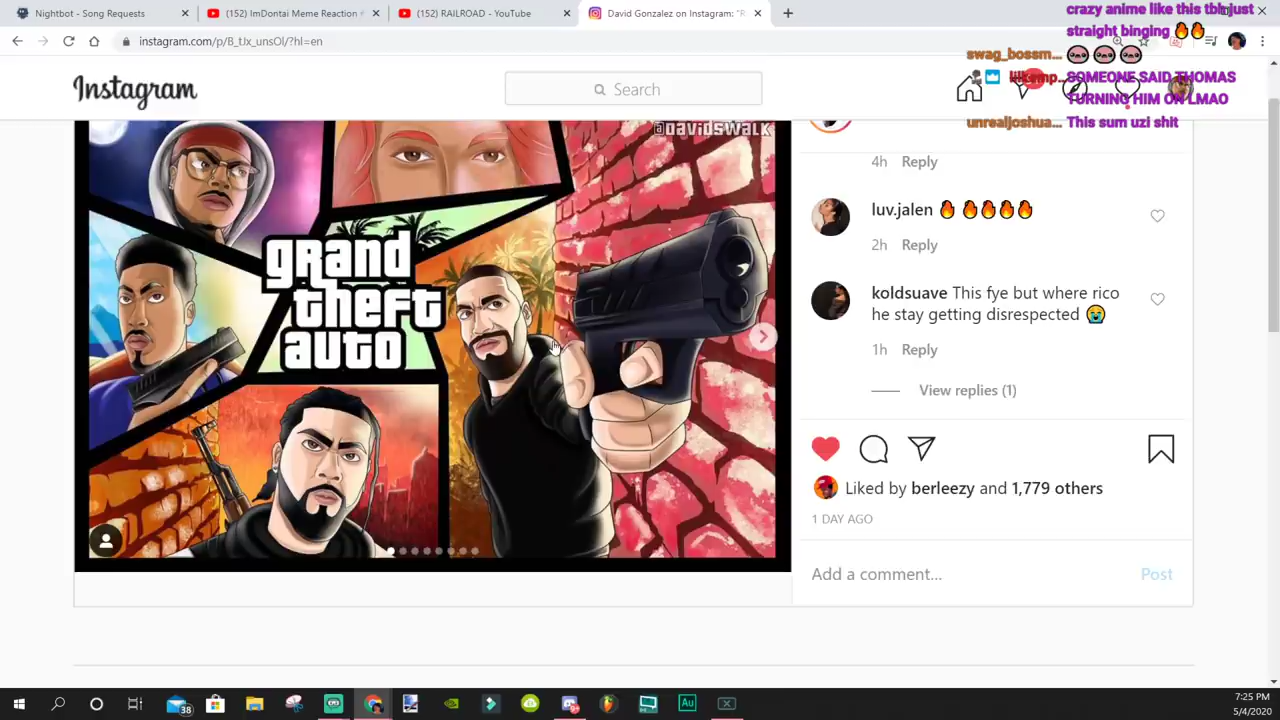 Nightbot - Song Requests
(152) ImDontai Meme Reaction
(152) RAILROAD - YouTube
David Gonzalez on Instagram: "R
crazy anime like this tbh just
straight binging 🔥🔥
instagram.com/p/B_tJx_unsOl/?hl=en
swag_bossm...
SOMEONE SAID THOMAS
TURNING HIM ON LMAO
unrealjoshua... This sum uzi shit
Instagram
Search
@DAVIDSWALK
grand
theft
auto
4h Reply
luv.jalen 🔥 🔥🔥🔥🔥
2h Reply
koldsuave This fye but where rico
he stay getting disrespected 😭
1h Reply
View replies (1)
Liked by berleezy and 1,779 others
1 DAY AGO
Add a comment... Post
38
Au
7:25 PM
5/4/2020